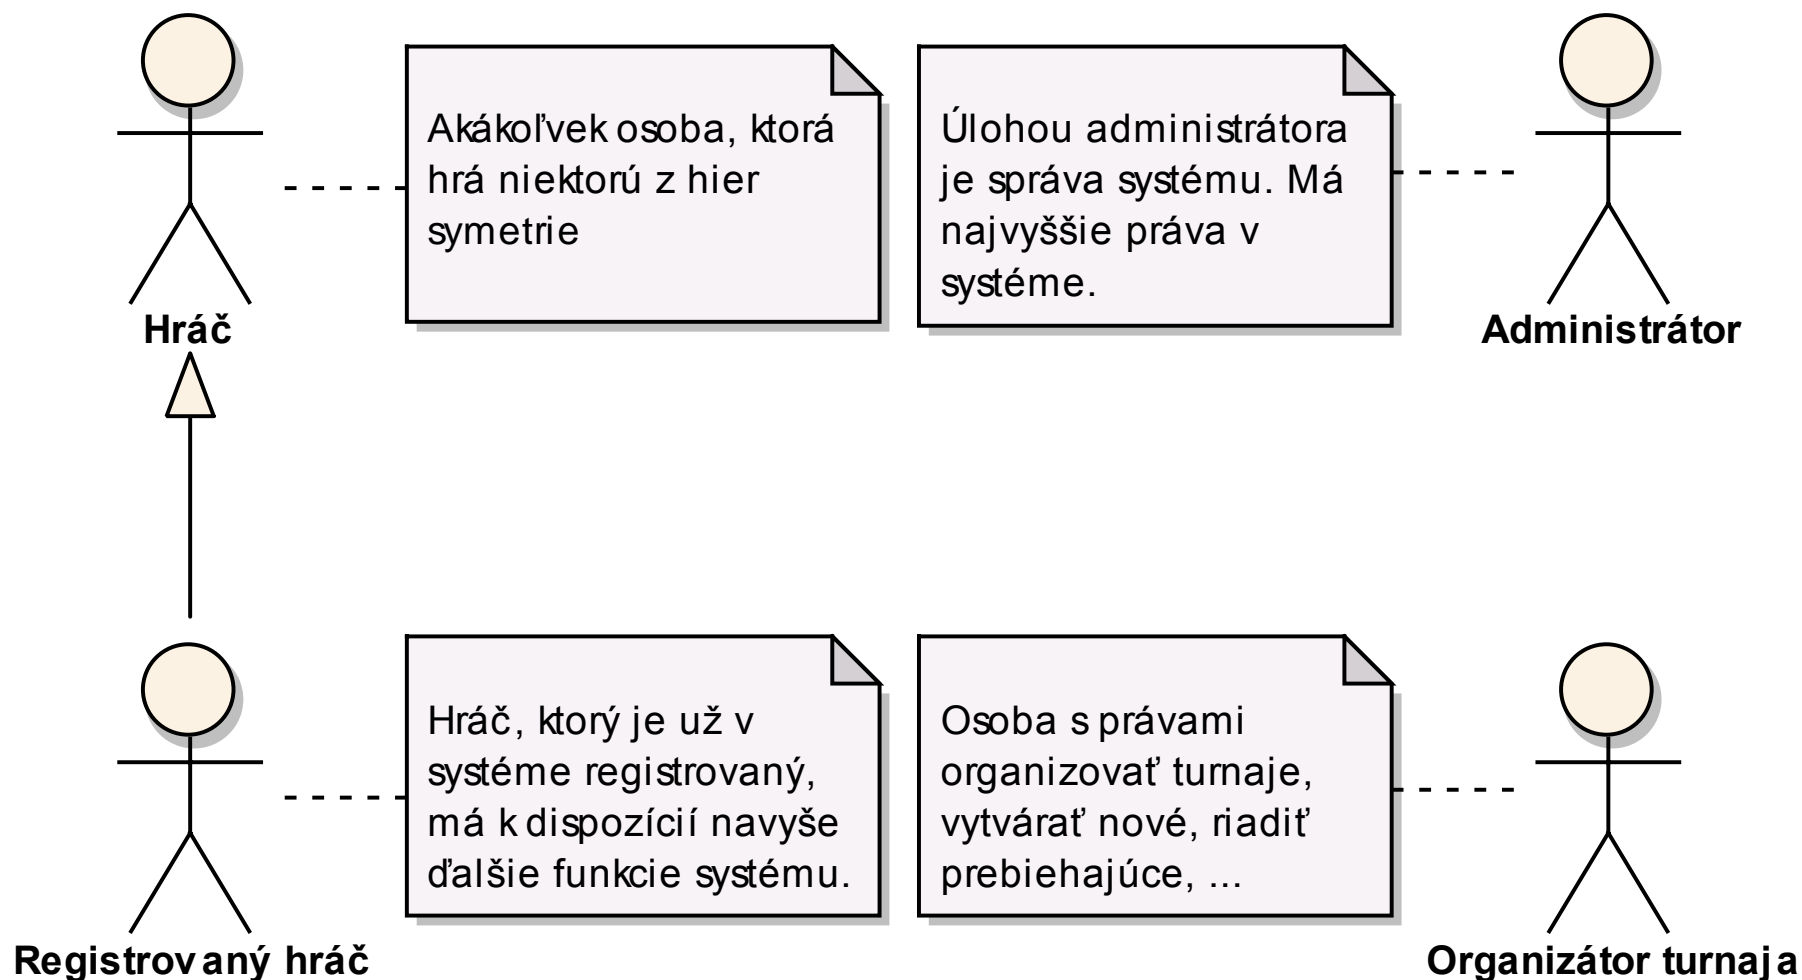 Akákoľvek osoba, ktorá
hrá niektorú z hier
symetrie
Úlohou administrátora
je správa systému. Má
najvyššie práva v
systéme.
Hráč
Administrátor
Hráč, ktorý je už v
systéme registrovaný,
má k dispozícií navyše
ďalšie funkcie systému.
Osoba s právami
organizovať turnaje,
vytvárať nové, riadiť
prebiehajúce, ...
Registrovaný hráč
Organizátor turnaja